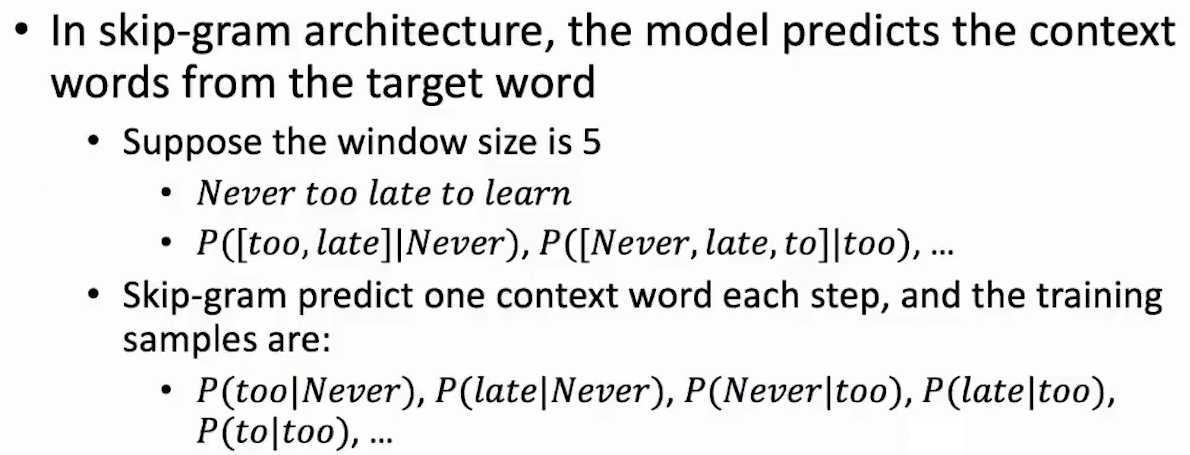 • In skip-gram architecture, the model predicts the context
words from the target word
• Suppose the window size is 5
• Never too late to learn
• P([too, late]|Never), P([Never, late, to]|too), ...
• Skip-gram predict one context word each step, and the training
samples are:
• P(too|Never), P(late|Never), P(Never|too), P(late|too),
P(to|too), ...